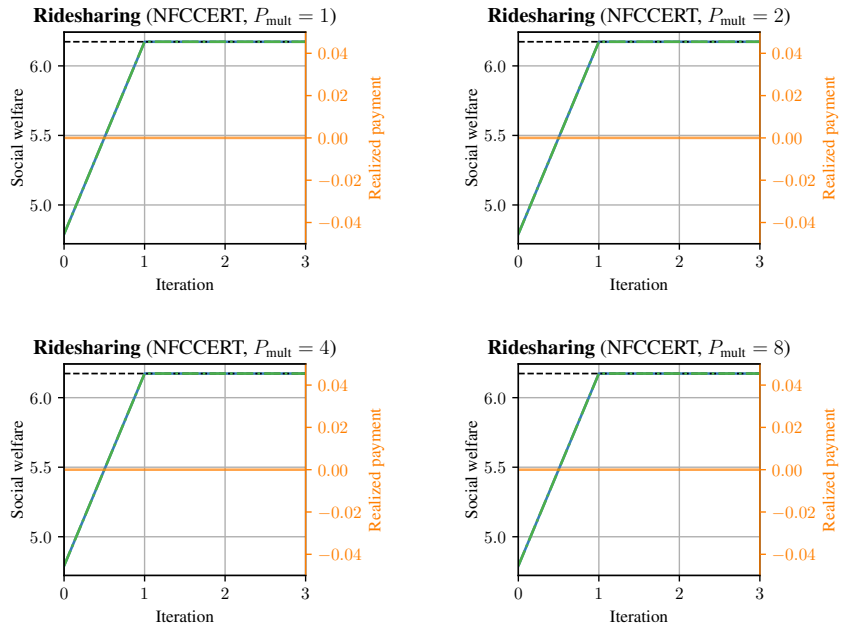 Ridesharing (NFCCERT, P_mult = 1)
Social welfare
6.0
5.5
5.0
0.04
0.02
0.00
−0.02
−0.04
Realized payment
0 1 2 3
Iteration
Ridesharing (NFCCERT, P_mult = 2)
Social welfare
6.0
5.5
5.0
0.04
0.02
0.00
−0.02
−0.04
Realized payment
0 1 2 3
Iteration
Ridesharing (NFCCERT, P_mult = 4)
Social welfare
6.0
5.5
5.0
0.04
0.02
0.00
−0.02
−0.04
Realized payment
0 1 2 3
Iteration
Ridesharing (NFCCERT, P_mult = 8)
Social welfare
6.0
5.5
5.0
0.04
0.02
0.00
−0.02
−0.04
Realized payment
0 1 2 3
Iteration